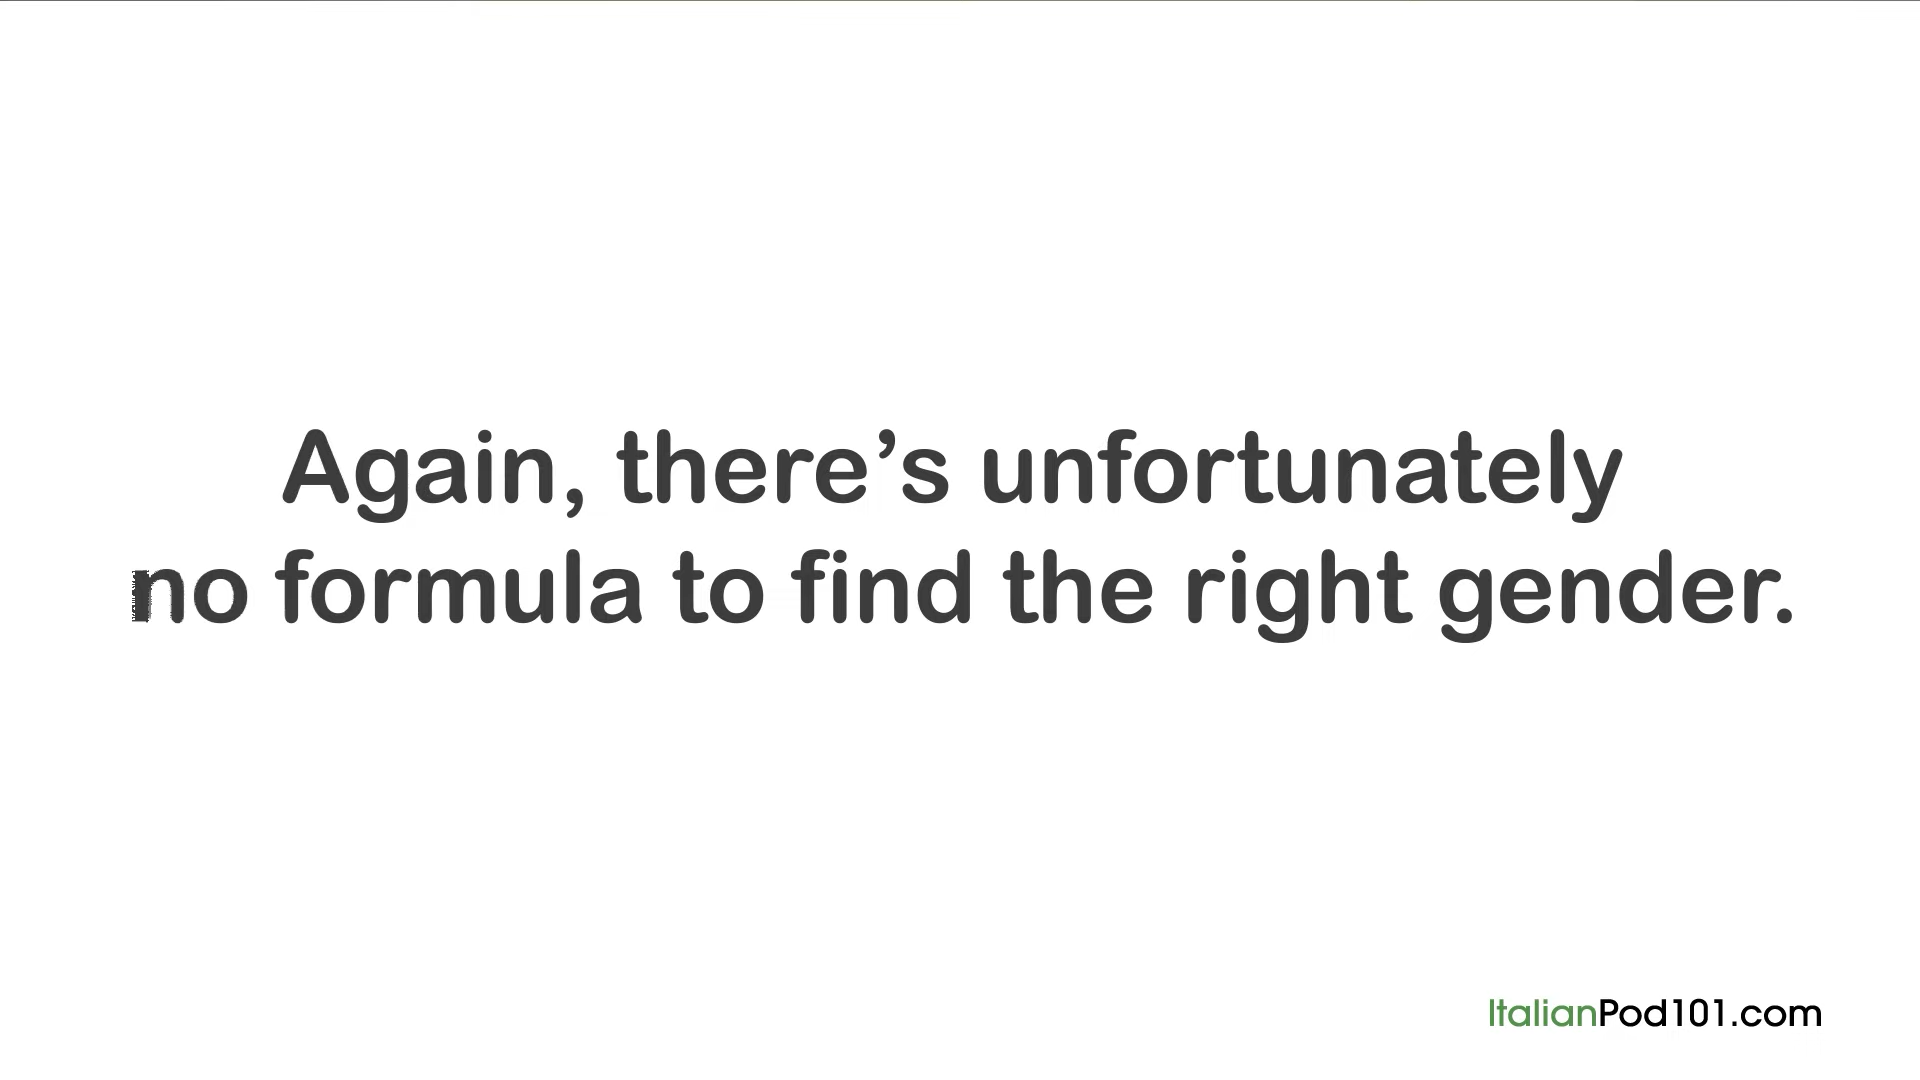 Again, there’s unfortunately
no formula to find the right gender.
ItalianPod101.com